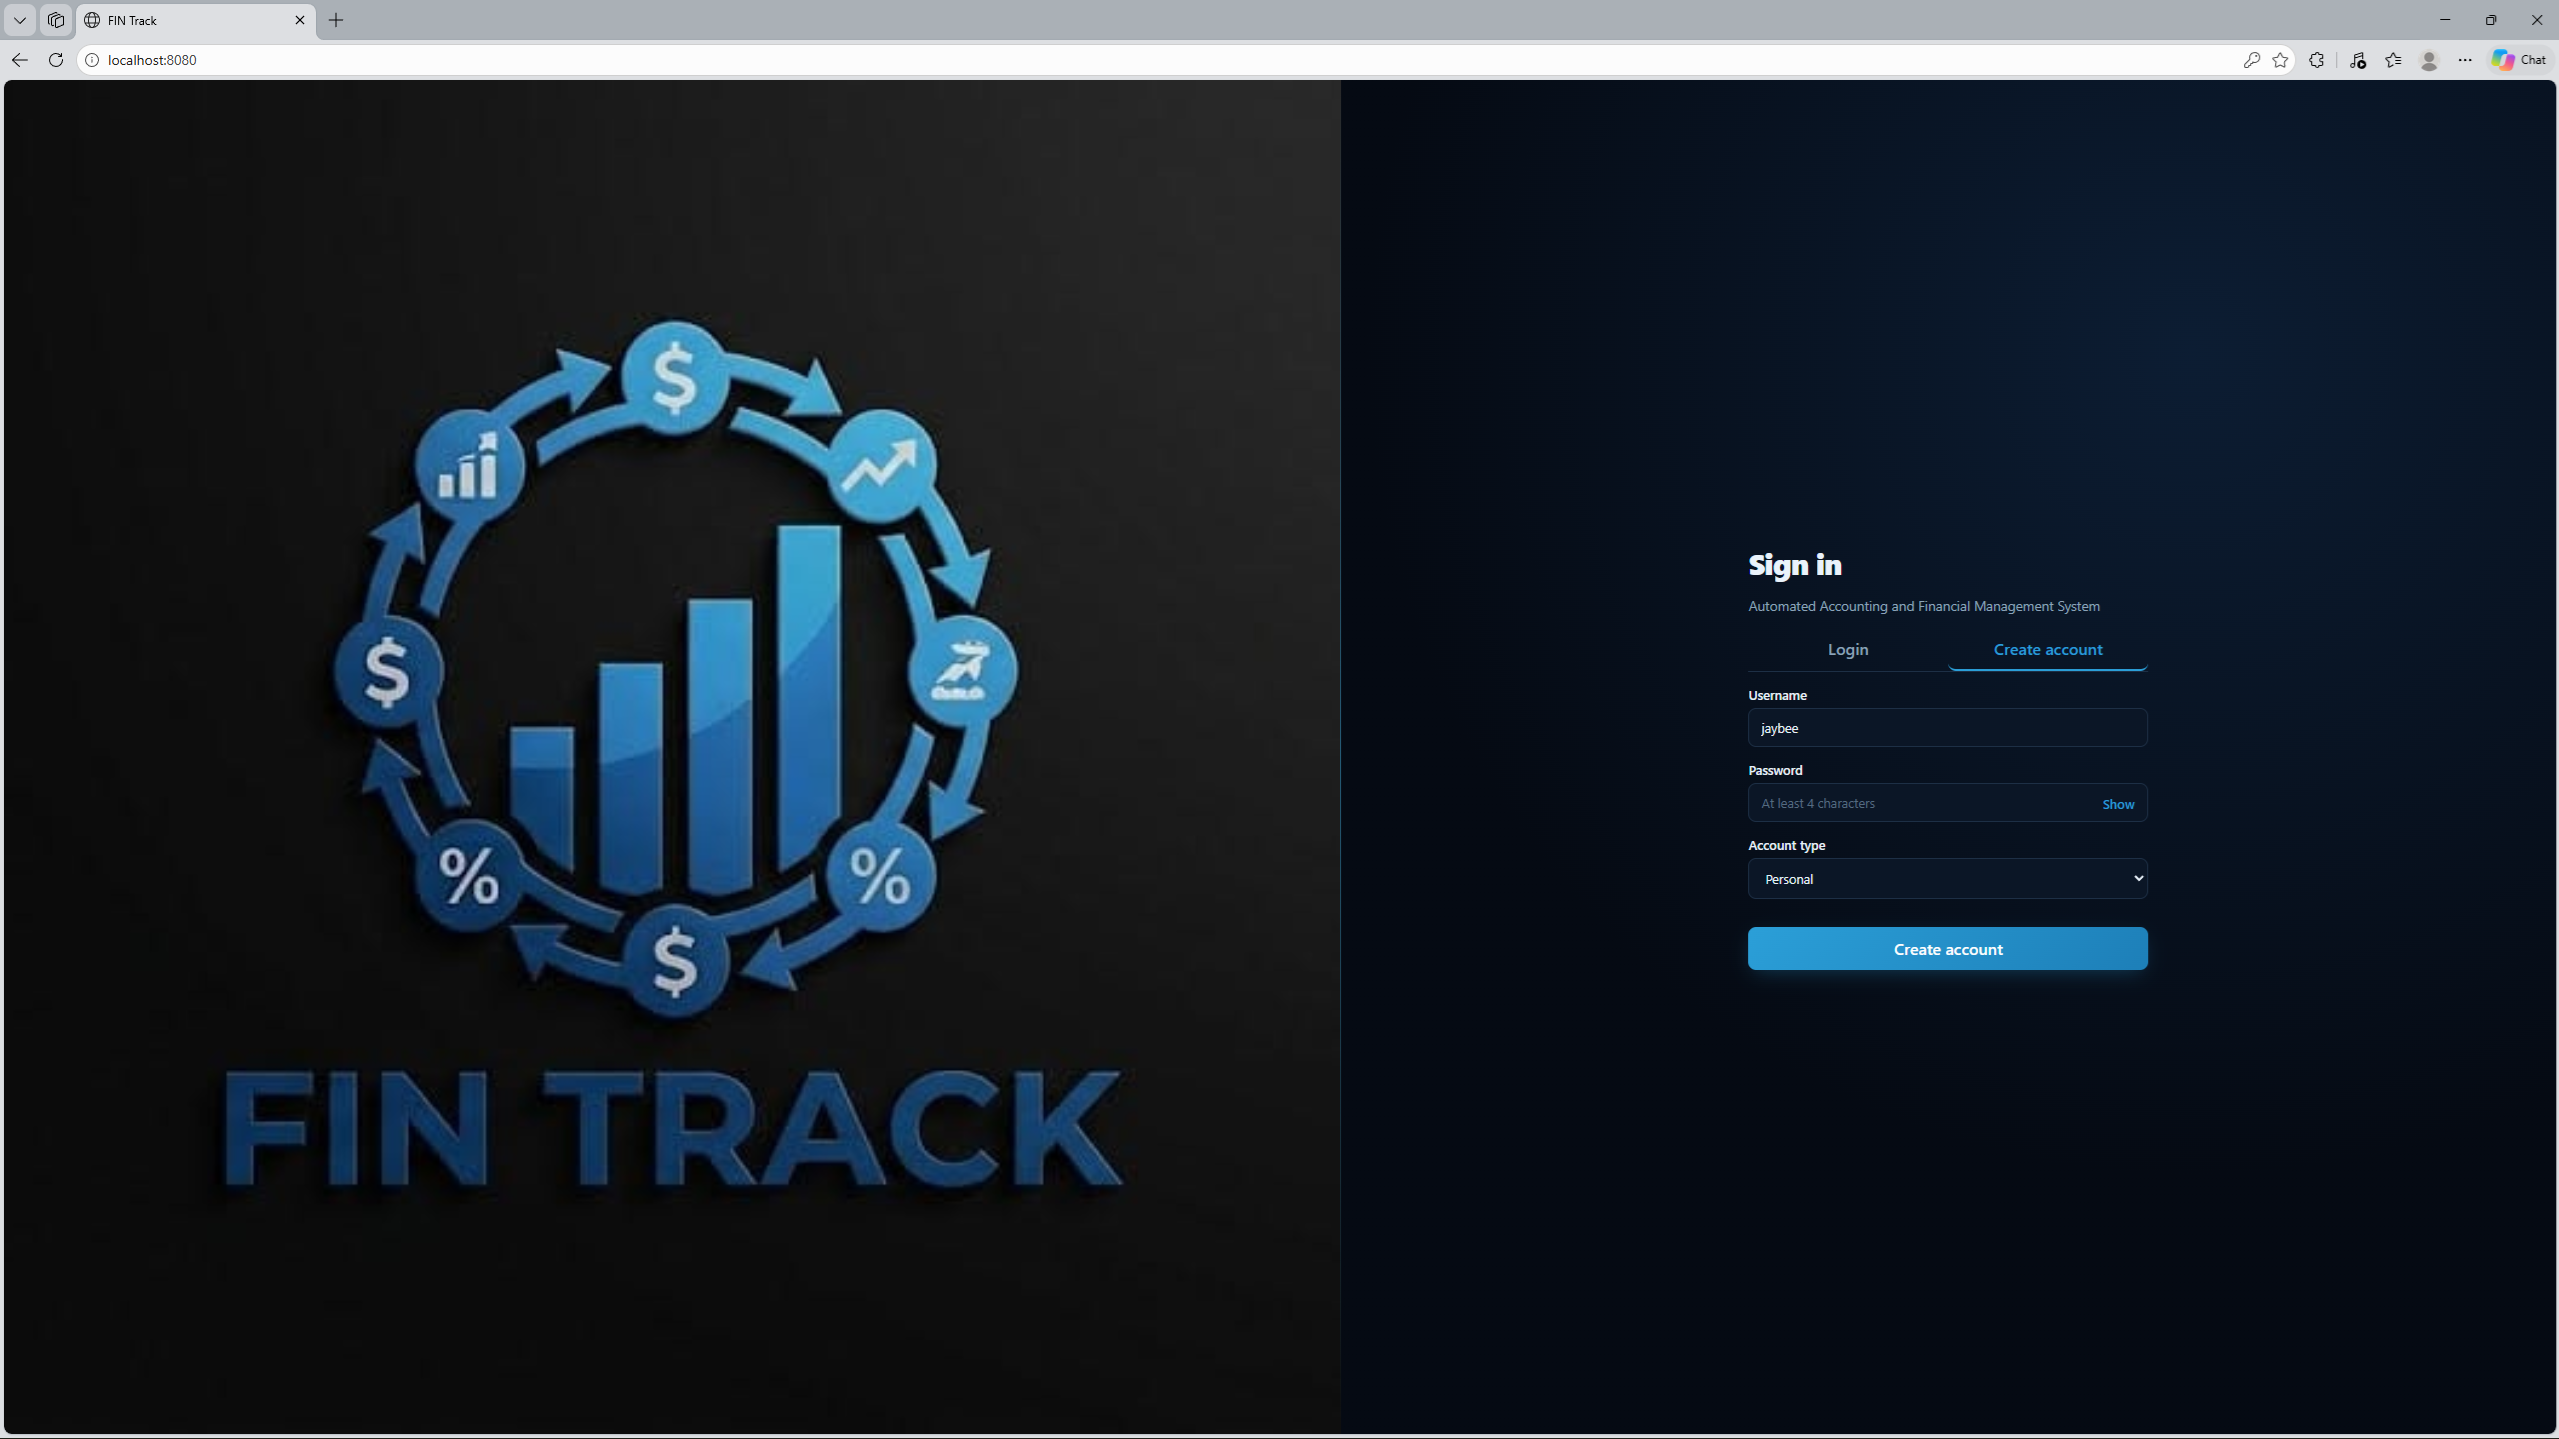 FIN Track
localhost:8080
Chat
$
$
%
%
$
FIN TRACK
Sign in
Automated Accounting and Financial Management System
Login Create account
Username
jaybee
Password
At least 4 characters Show
Account type
Personal
Create account